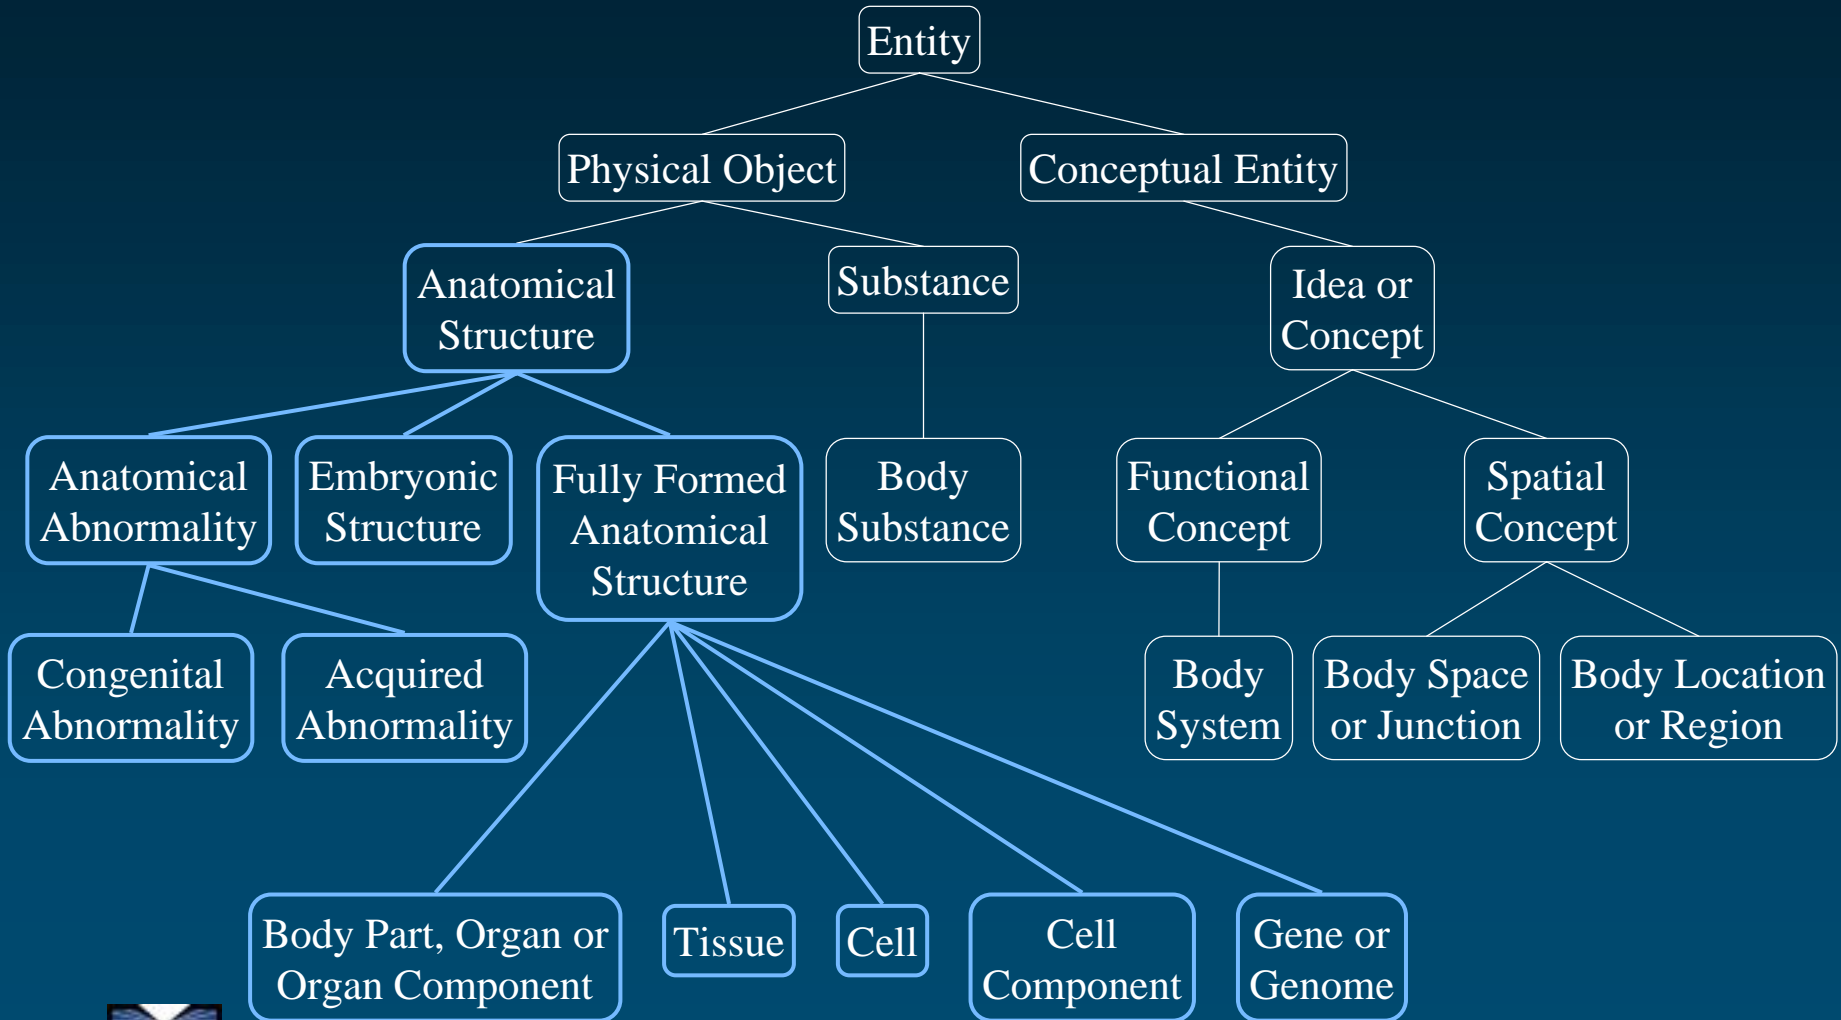 Entity
Physical Object
Conceptual Entity
Anatomical
Structure
Substance
Idea or
Concept
Anatomical
Abnormality
Embryonic
Structure
Fully Formed
Anatomical
Structure
Body
Substance
Functional
Concept
Spatial
Concept
Congenital
Abnormality
Acquired
Abnormality
Body
System
Body Space
or Junction
Body Location
or Region
Body Part, Organ or
Organ Component
Tissue
Cell
Cell
Component
Gene or
Genome